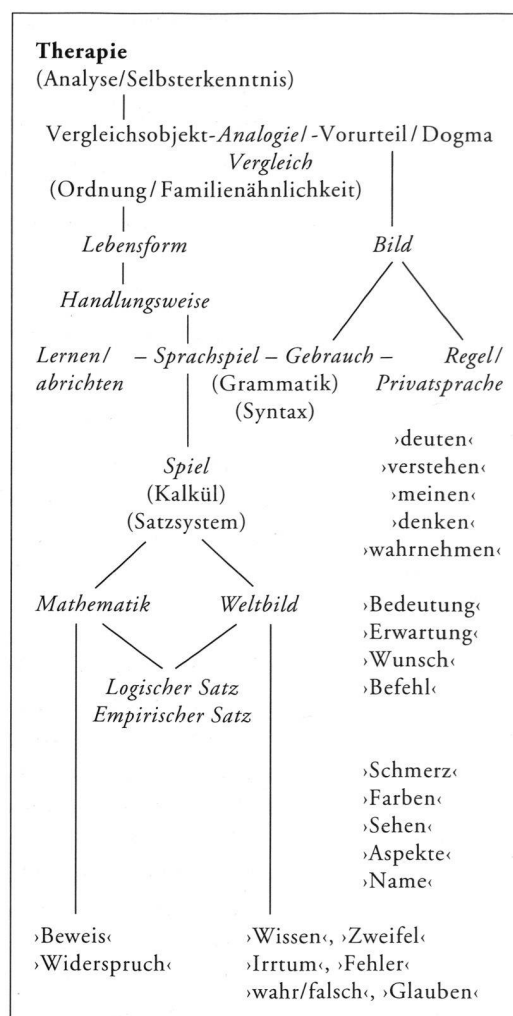 Therapie
(Analyse/Selbsterkenntnis)
Vergleichsobjekt-Analogie/-Vorurteil/Dogma
Vergleich
(Ordnung/Familienähnlichkeit)
Lebensform
Bild
Handlungsweise
Lernen/ – Sprachspiel – Gebrauch – Regel/
abrichten (Grammatik) Privatsprache
(Syntax)
›deuten‹
Spiel ›verstehen‹
(Kalkül) ›meinen‹
(Satzsystem) ›denken‹
›wahrnehmen‹
Mathematik Weltbild ›Bedeutung‹
›Erwartung‹
›Wunsch‹
Logischer Satz ›Befehl‹
Empirischer Satz
›Schmerz‹
›Farben‹
›Sehen‹
›Aspekte‹
›Name‹
›Beweis‹ ›Wissen‹, ›Zweifel‹
›Widerspruch‹ ›Irrtum‹, ›Fehler‹
›wahr/falsch‹, ›Glauben‹